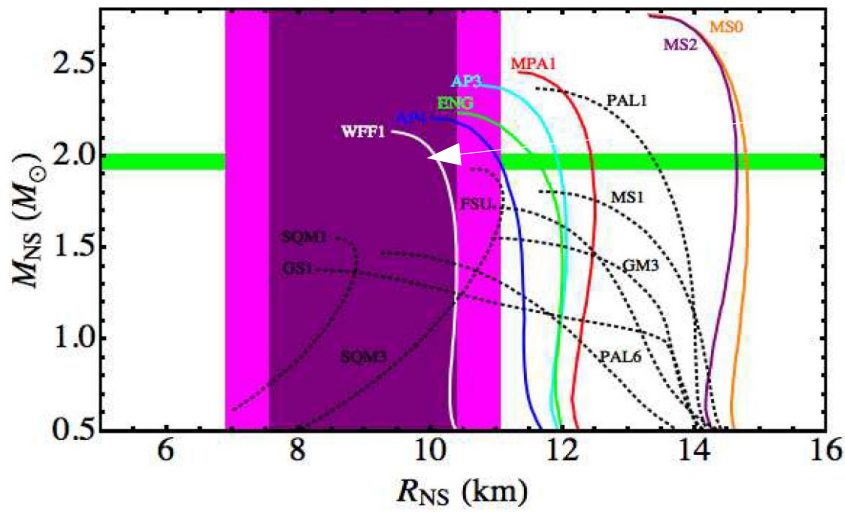 M_NS (M_⊙)
2.5
2.0
1.5
1.0
0.5
MS0
MS2
MPA1
AP3
PAL1
ENG
AP4
WFF1
FSU
MS1
SQM1
GS1
GM3
SQM3
PAL6
6 8 10 12 14 16
R_NS (km)